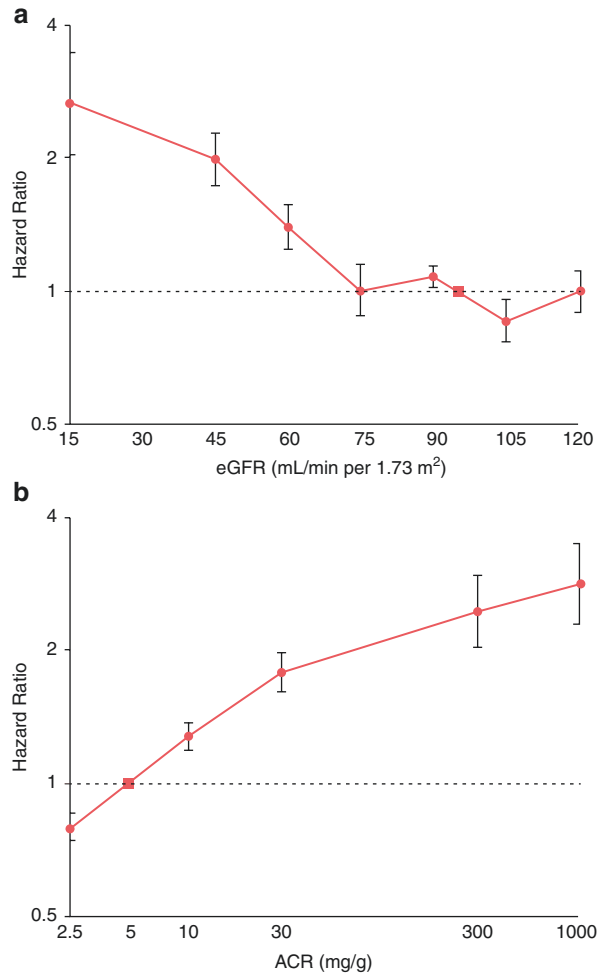 a
4
2
1
0.5
Hazard Ratio
15 30 45 60 75 90 105 120
eGFR (mL/min per 1.73 m²)
b
4
2
1
0.5
Hazard Ratio
2.5 5 10 30 300 1000
ACR (mg/g)